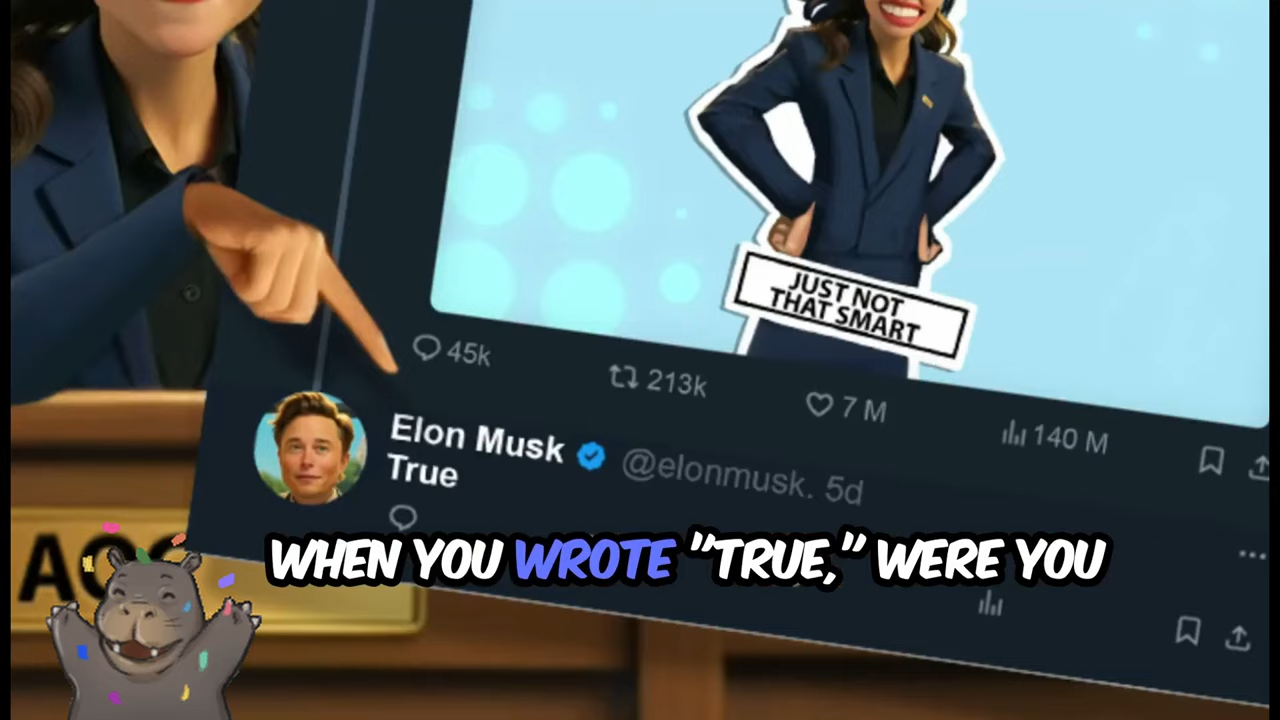 JUST NOT
THAT SMART
45k
213k
7 M
140 M
Elon Musk @elonmusk. 5d
True
WHEN YOU WROTE "TRUE," WERE YOU